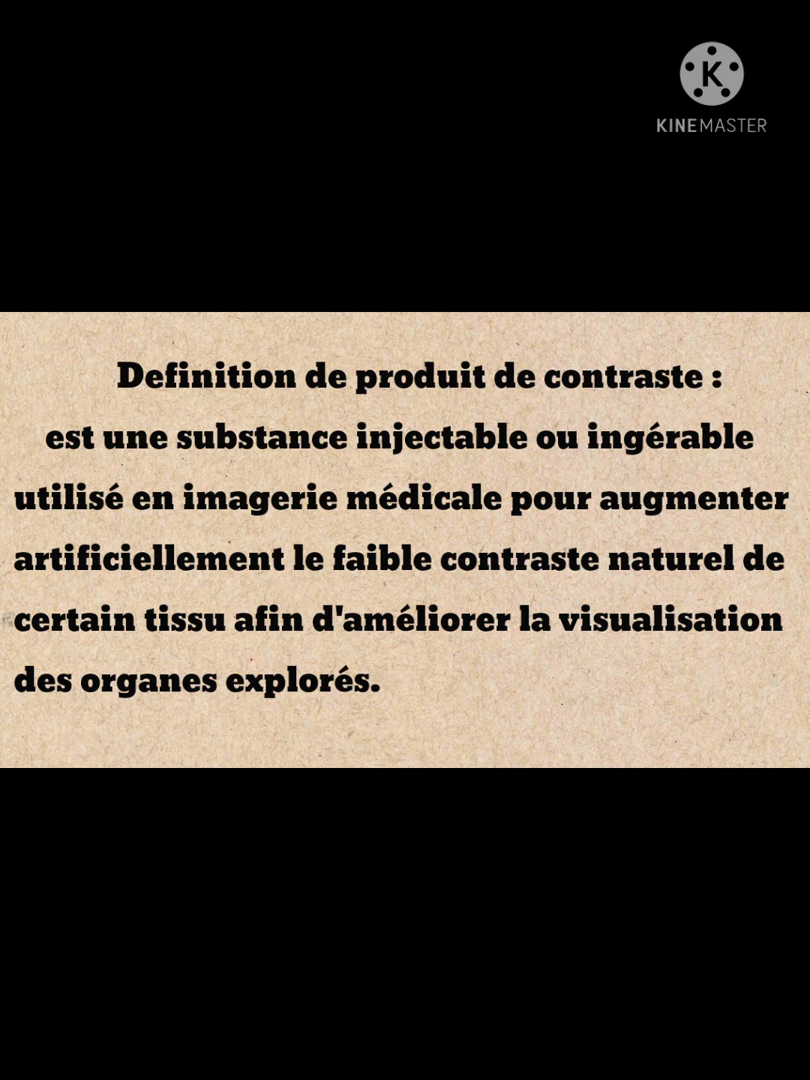 KINEMASTER
Definition de produit de contraste :
est une substance injectable ou ingérable
utilisé en imagerie médicale pour augmenter
artificiellement le faible contraste naturel de
certain tissu afin d'améliorer la visualisation
des organes explorés.